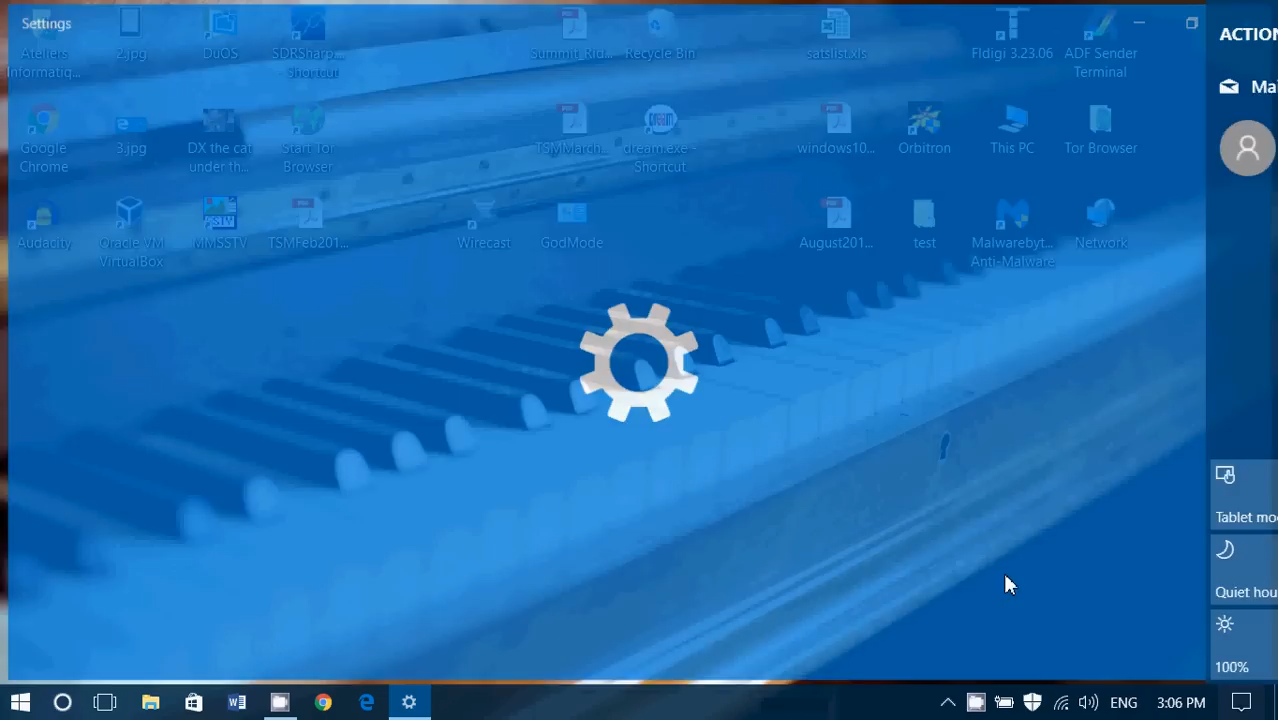 Settings
ACTION
Ateliers
Informatiq...
2.jpg
DuOS
SDRSharp...
- Shortcut
Summit_Rid...
Recycle Bin
satslist.xls
Fldigi 3.23.06
ADF Sender
Terminal
Mai
Google
Chrome
3.jpg
DX the cat
under th...
Start Tor
Browser
TSMMarch...
dream.exe -
Shortcut
windows10...
Orbitron
This PC
Tor Browser
Audacity
Oracle VM
VirtualBox
MMSSTV
TSMFeb201...
Wirecast
GodMode
August201...
test
Malwarebyt...
Anti-Malware
Network
Tablet mo
Quiet hou
100%
ENG
3:06 PM